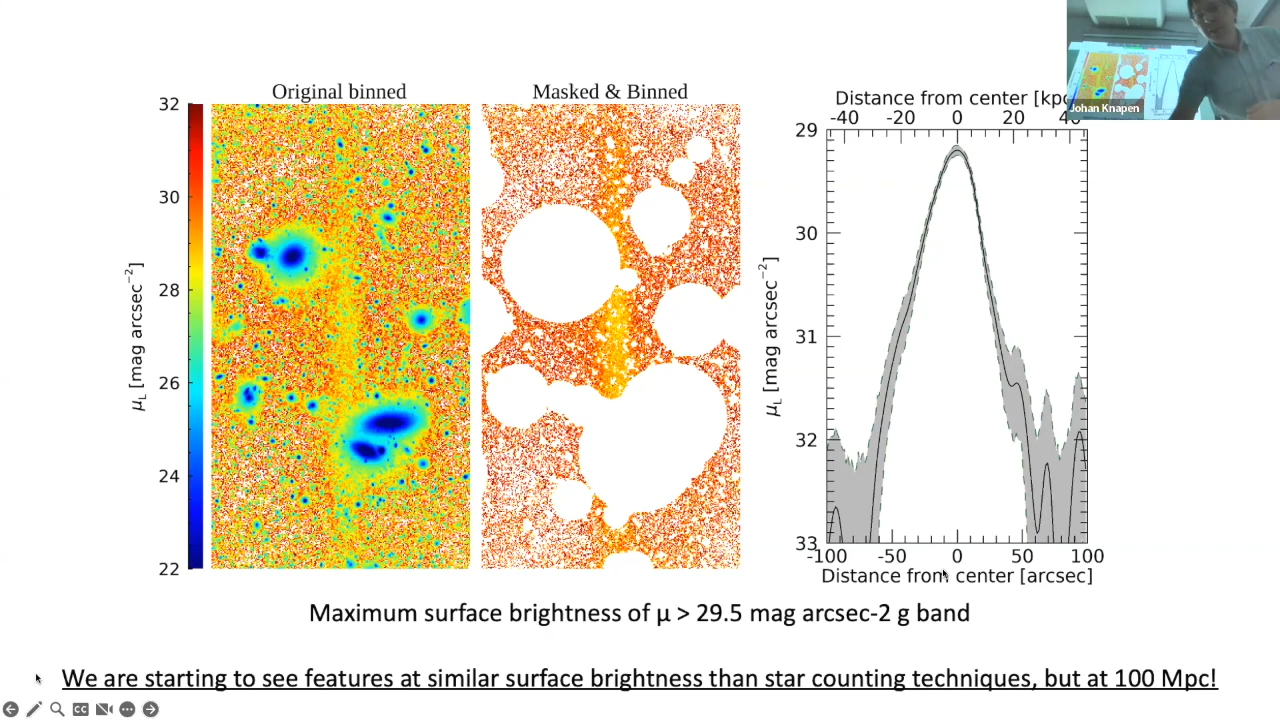 Original binned
Masked & Binned
32
30
28
26
24
22
μL [mag arcsec−2]
Distance from center [kpc
-40 -20 0 20 40
29
30
31
32
33
μL [mag arcsec−2]
-100 -50 0 50 100
Distance from center [arcsec]
Johan Knapen
Maximum surface brightness of μ > 29.5 mag arcsec-2 g band
We are starting to see features at similar surface brightness than star counting techniques, but at 100 Mpc!
CC